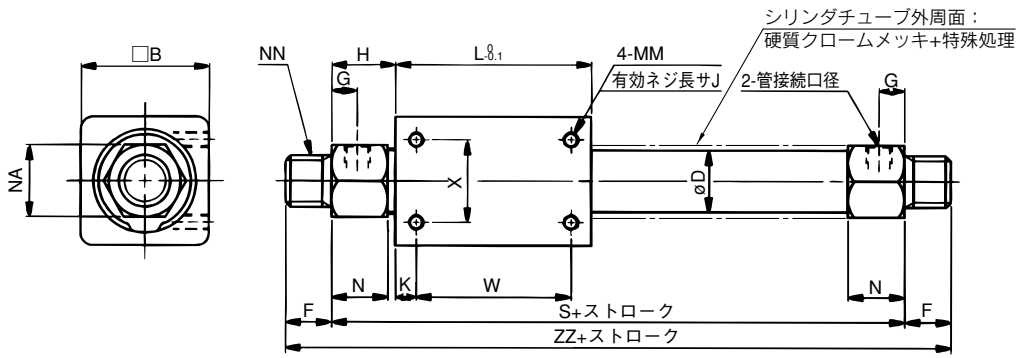 シリンダチューブ外周面：
硬質クロームメッキ+特殊処理
□B
NN
H
L-0.1 0
4-MM
有効ネジ長サJ
2-管接続口径
G
G
NA
X
øD
N
K
W
N
F
S+ストローク
F
ZZ+ストローク